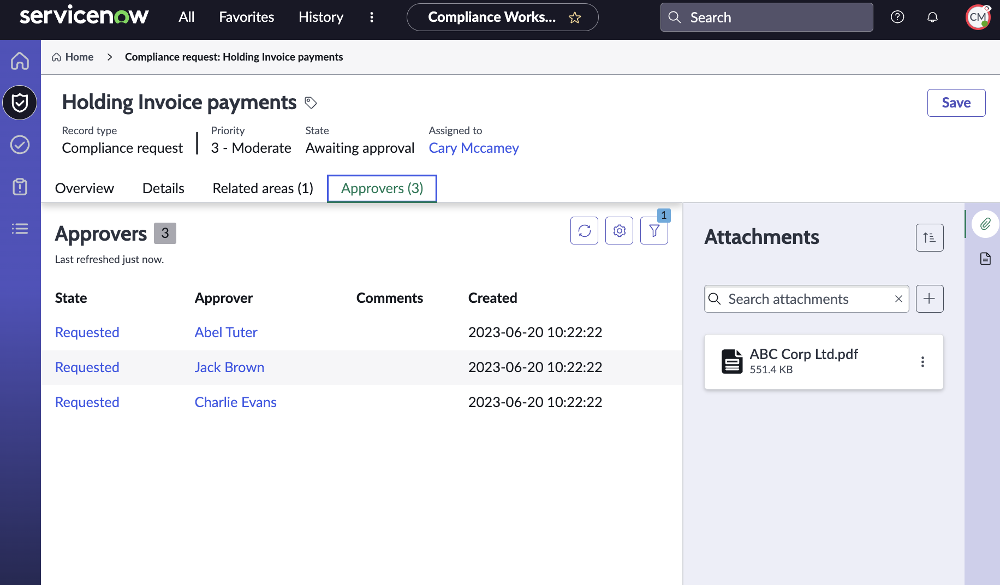 servicenow All Favorites History Compliance Works... Search CM
Home > Compliance request: Holding Invoice payments
Holding Invoice payments Save
Record type Priority State Assigned to
Compliance request 3 - Moderate Awaiting approval Cary Mccamey
Overview Details Related areas (1) Approvers (3)
Approvers 3
1
Last refreshed just now.
State Approver Comments Created
Requested Abel Tuter 2023-06-20 10:22:22
Requested Jack Brown 2023-06-20 10:22:22
Requested Charlie Evans 2023-06-20 10:22:22
Attachments
Search attachments
ABC Corp Ltd.pdf
551.4 KB